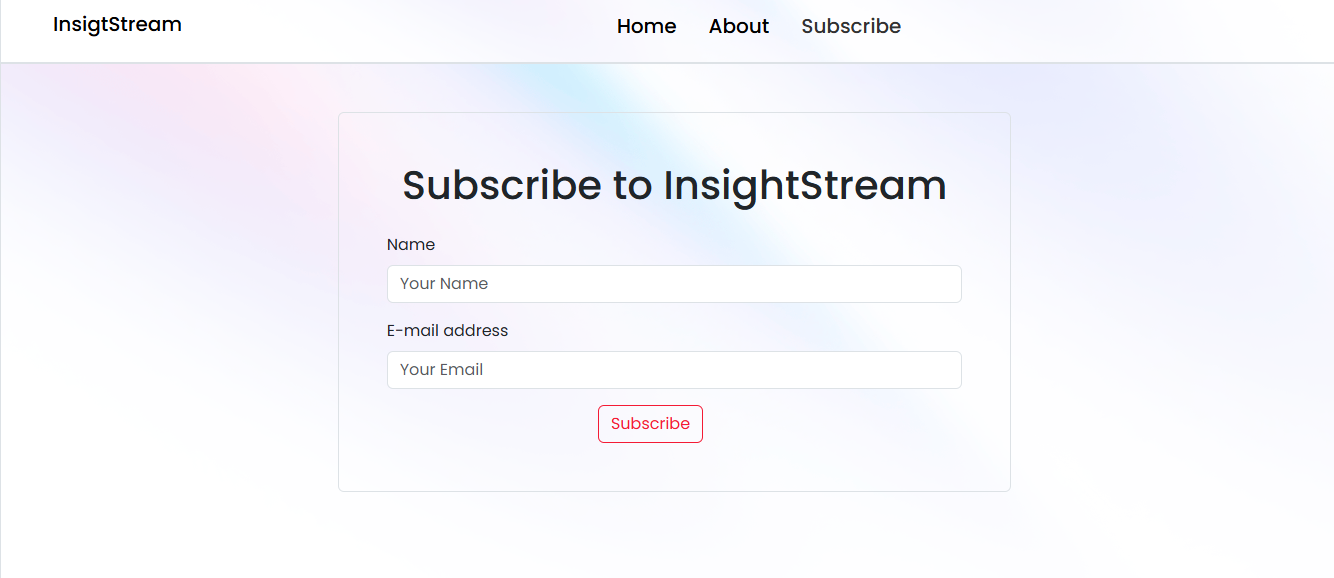 InsigtStream
Home About Subscribe
Subscribe to InsightStream
Name
Your Name
E-mail address
Your Email
Subscribe